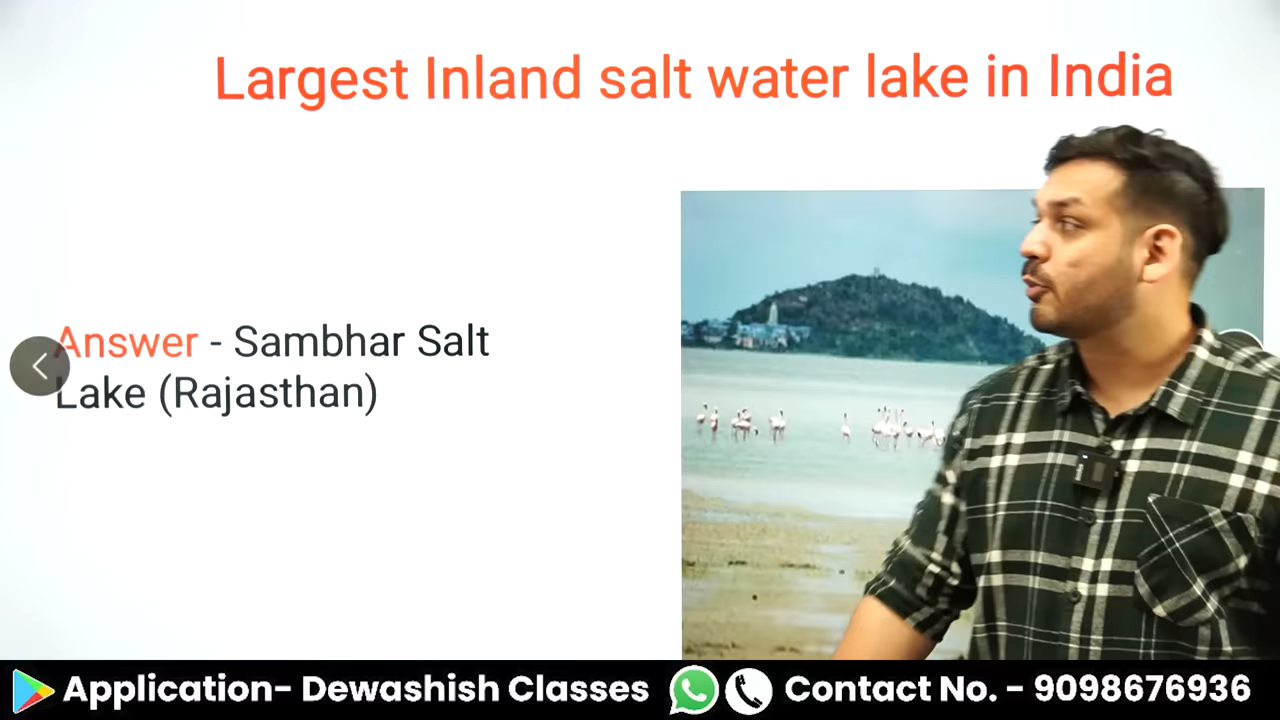 Largest Inland salt water lake in India
Answer - Sambhar Salt
Lake (Rajasthan)
Application- Dewashish Classes
Contact No. - 9098676936